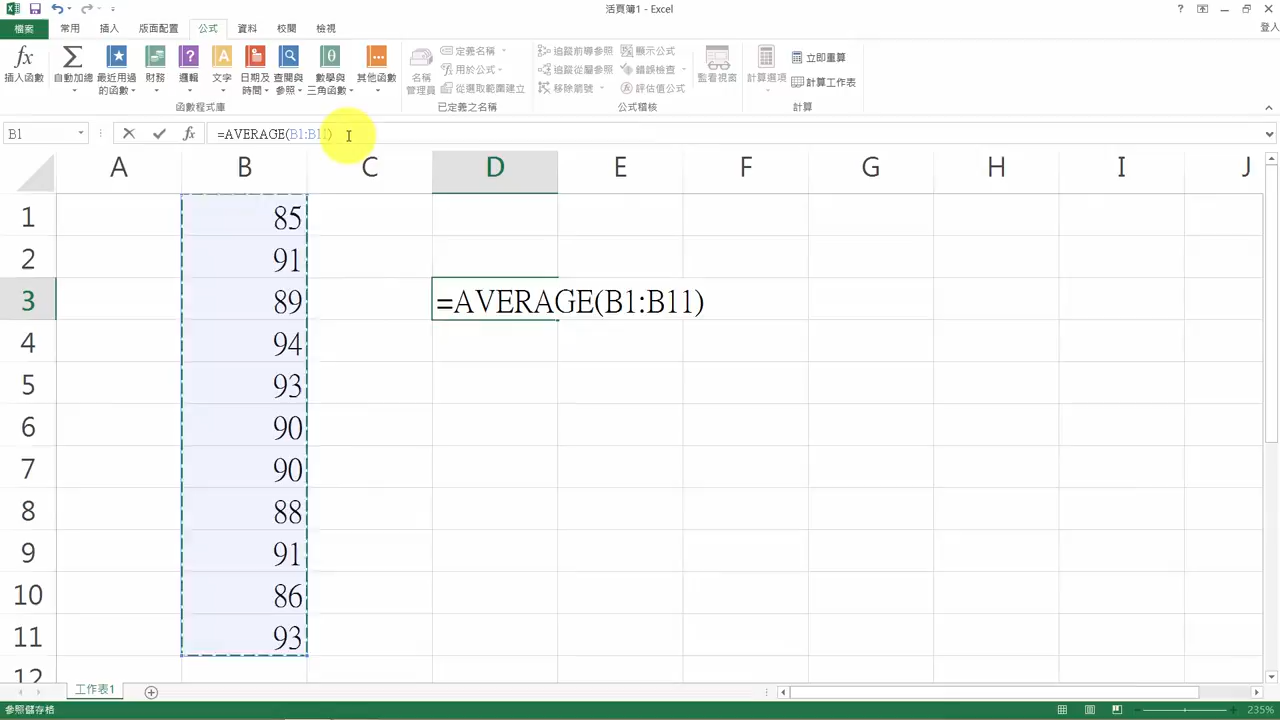 活頁簿1 - Excel
?
檔案 常用 插入 版面配置 公式 資料 校閱 檢視
登入
fx Σ ? A θ
插入函數 自動加總 最近用過的函數 財務 邏輯 文字 日期及時間 查閱與參照 數學與三角函數 其他函數
函數程式庫
名稱管理員 定義名稱 用於公式 從選取範圍建立
已定義之名稱
追蹤前導參照 追蹤從屬參照 移除箭號 顯示公式 錯誤檢查 評估值公式 監看視窗
公式稽核
計算選項 立即重算 計算工作表
計算
B1 fx =AVERAGE(B1:B11)
A B C D E F G H I J
1 85
2 91
3 89 =AVERAGE(B1:B11)
4 94
5 93
6 90
7 90
8 88
9 91
10 86
11 93
12
工作表1
參照儲存格 235%